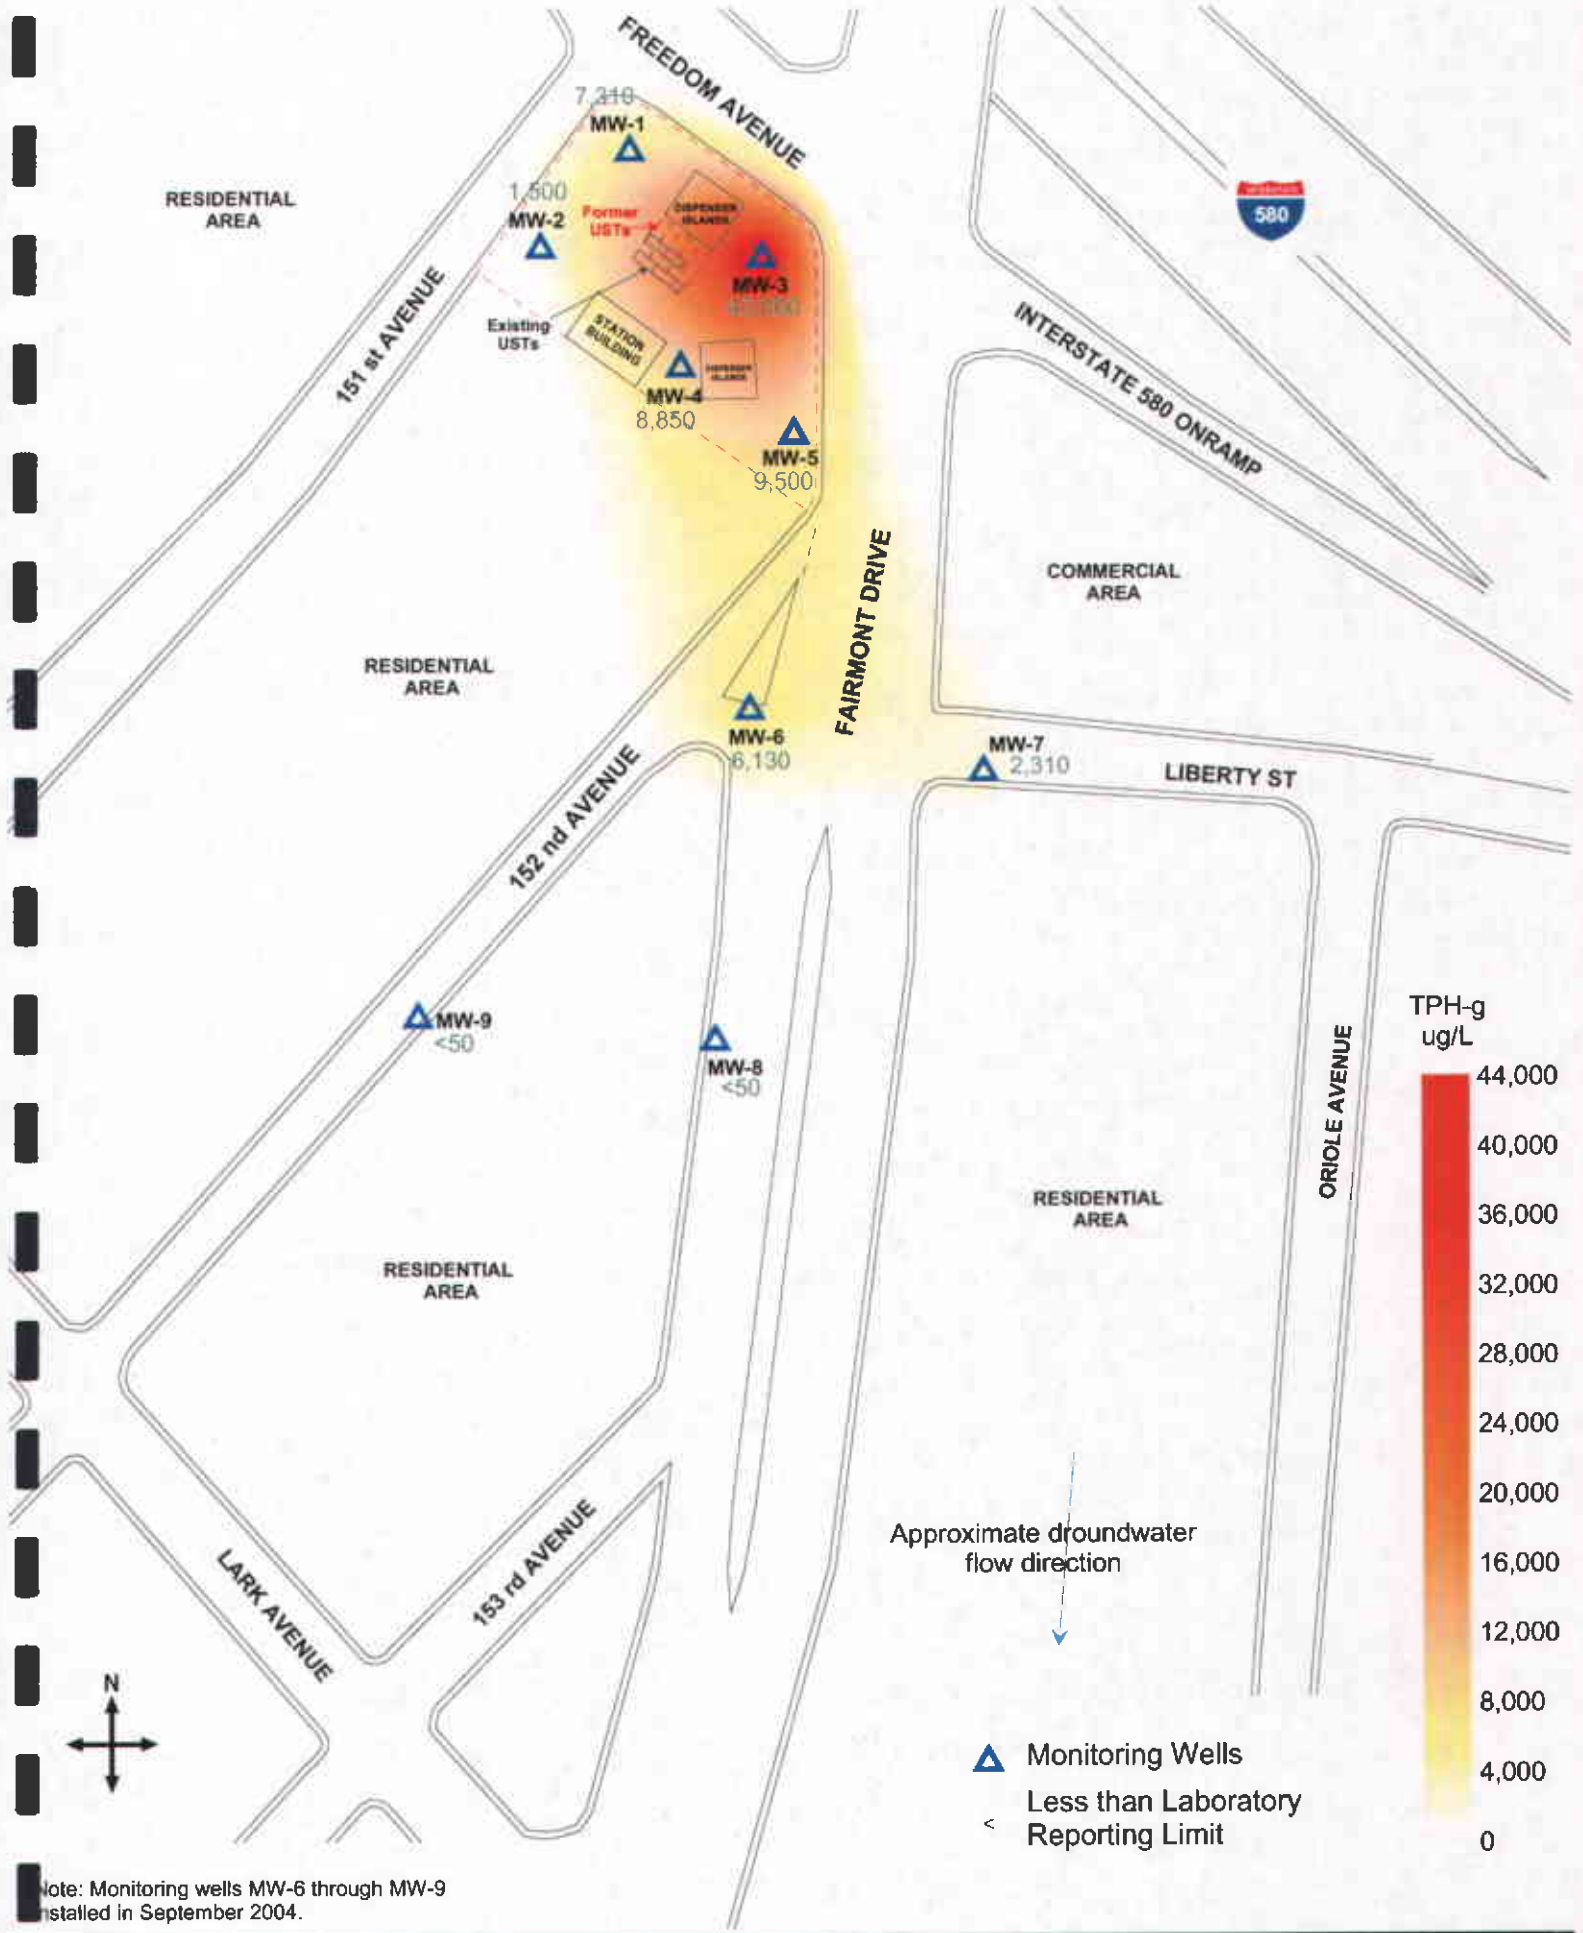 FREEDOM AVENUE
7,310
MW-1
RESIDENTIAL
AREA
1,500
MW-2
Former
USTs
DISPENSER
ISLANDS
INTERSTATE
580
MW-3
151 st AVENUE
Existing
USTs
STATION
BUILDING
DISPENSER
ISLANDS
MW-4
8,850
MW-5
9,500
INTERSTATE 580 ONRAMP
COMMERCIAL
AREA
FAIRMONT DRIVE
RESIDENTIAL
AREA
MW-6
6,130
MW-7
2,310
LIBERTY ST
152 nd AVENUE
MW-9
<50
MW-8
<50
ORIOLE AVENUE
RESIDENTIAL
AREA
RESIDENTIAL
AREA
TPH-g
ug/L
44,000
40,000
36,000
32,000
28,000
24,000
20,000
16,000
12,000
8,000
4,000
0
Approximate droundwater
flow direction
LARK AVENUE
153 rd AVENUE
N
Monitoring Wells
< Less than Laboratory
Reporting Limit
Note: Monitoring wells MW-6 through MW-9
installed in September 2004.